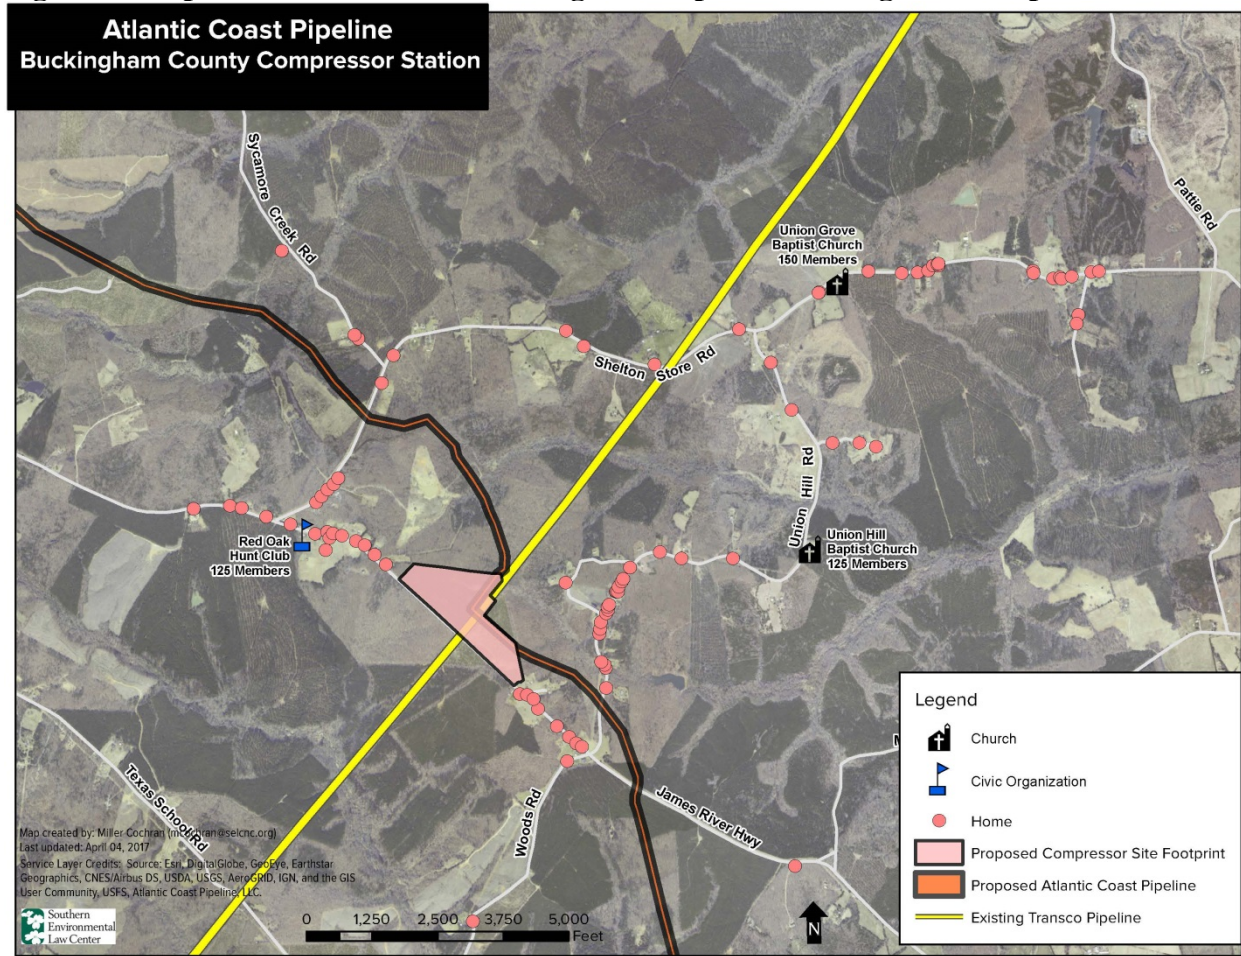 Atlantic Coast Pipeline
Buckingham County Compressor Station
Sycamore Creek Rd
Pattie Rd
Union Grove
Baptist Church
150 Members
Shelton Store Rd
Union Hill Rd
Union Hill
Baptist Church
125 Members
Red Oak
Hunt Club
125 Members
Texas School Rd
Woods Rd
James River Hwy
Legend
Church
Civic Organization
Home
Proposed Compressor Site Footprint
Proposed Atlantic Coast Pipeline
Existing Transco Pipeline
Map created by: Miller Cochran (mcochran@selcnc.org)
Last updated: April 04, 2017
Service Layer Credits: Source: Esri, DigitalGlobe, GeoEye, Earthstar
Geographics, CNES/Airbus DS, USDA, USGS, AeroGRID, IGN, and the GIS
User Community, USFS, Atlantic Coast Pipeline, LLC.
Southern
Environmental
Law Center
0 1,250 2,500 3,750 5,000
Feet
N